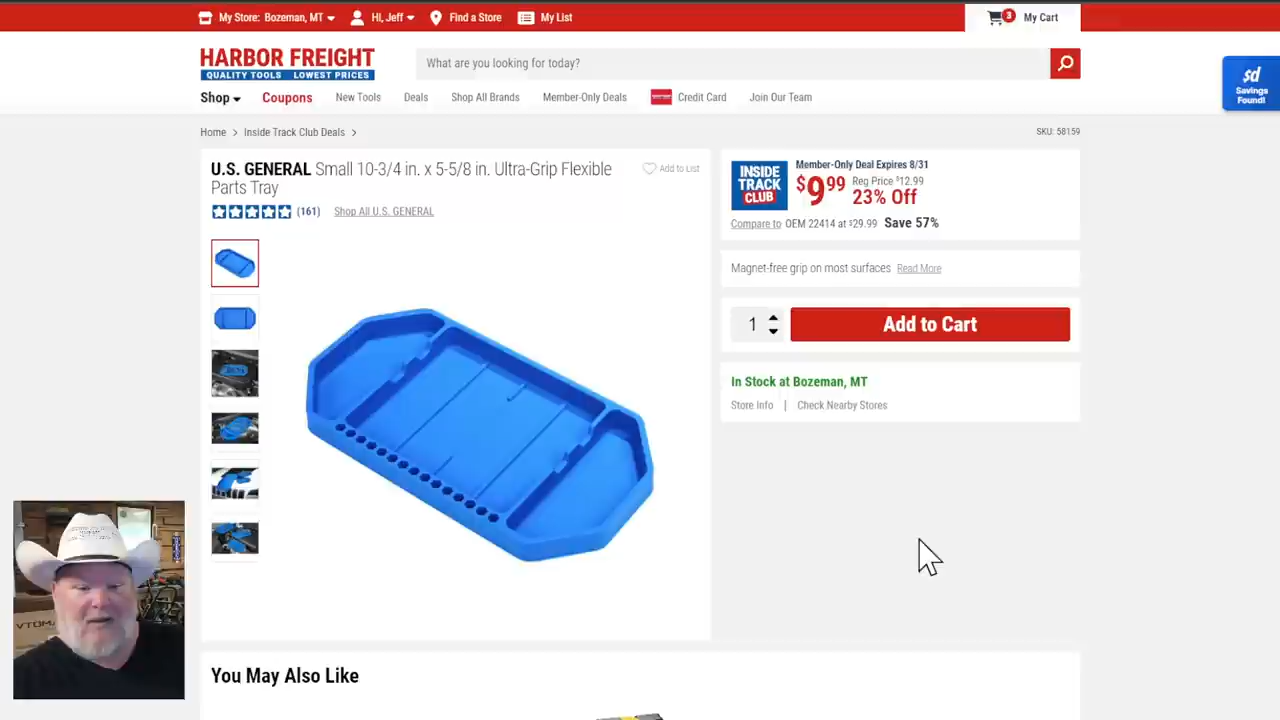 My Store: Bozeman, MT
Hi, Jeff
Find a Store
My List
3
My Cart
HARBOR FREIGHT
QUALITY TOOLS LOWEST PRICES
What are you looking for today?
Shop
Coupons
New Tools
Deals
Shop All Brands
Member-Only Deals
Credit Card
Join Our Team
sd
Savings
Found!
Home > Inside Track Club Deals >
SKU: 58159
U.S. GENERAL Small 10-3/4 in. x 5-5/8 in. Ultra-Grip Flexible
Parts Tray
Add to List
(161)
Shop All U.S. GENERAL
INSIDE
TRACK
CLUB
Member-Only Deal Expires 8/31
$9 99
Reg Price $12.99
23% Off
Compare to OEM 22414 at $29.99 Save 57%
Magnet-free grip on most surfaces Read More
1
Add to Cart
In Stock at Bozeman, MT
Store Info | Check Nearby Stores
You May Also Like